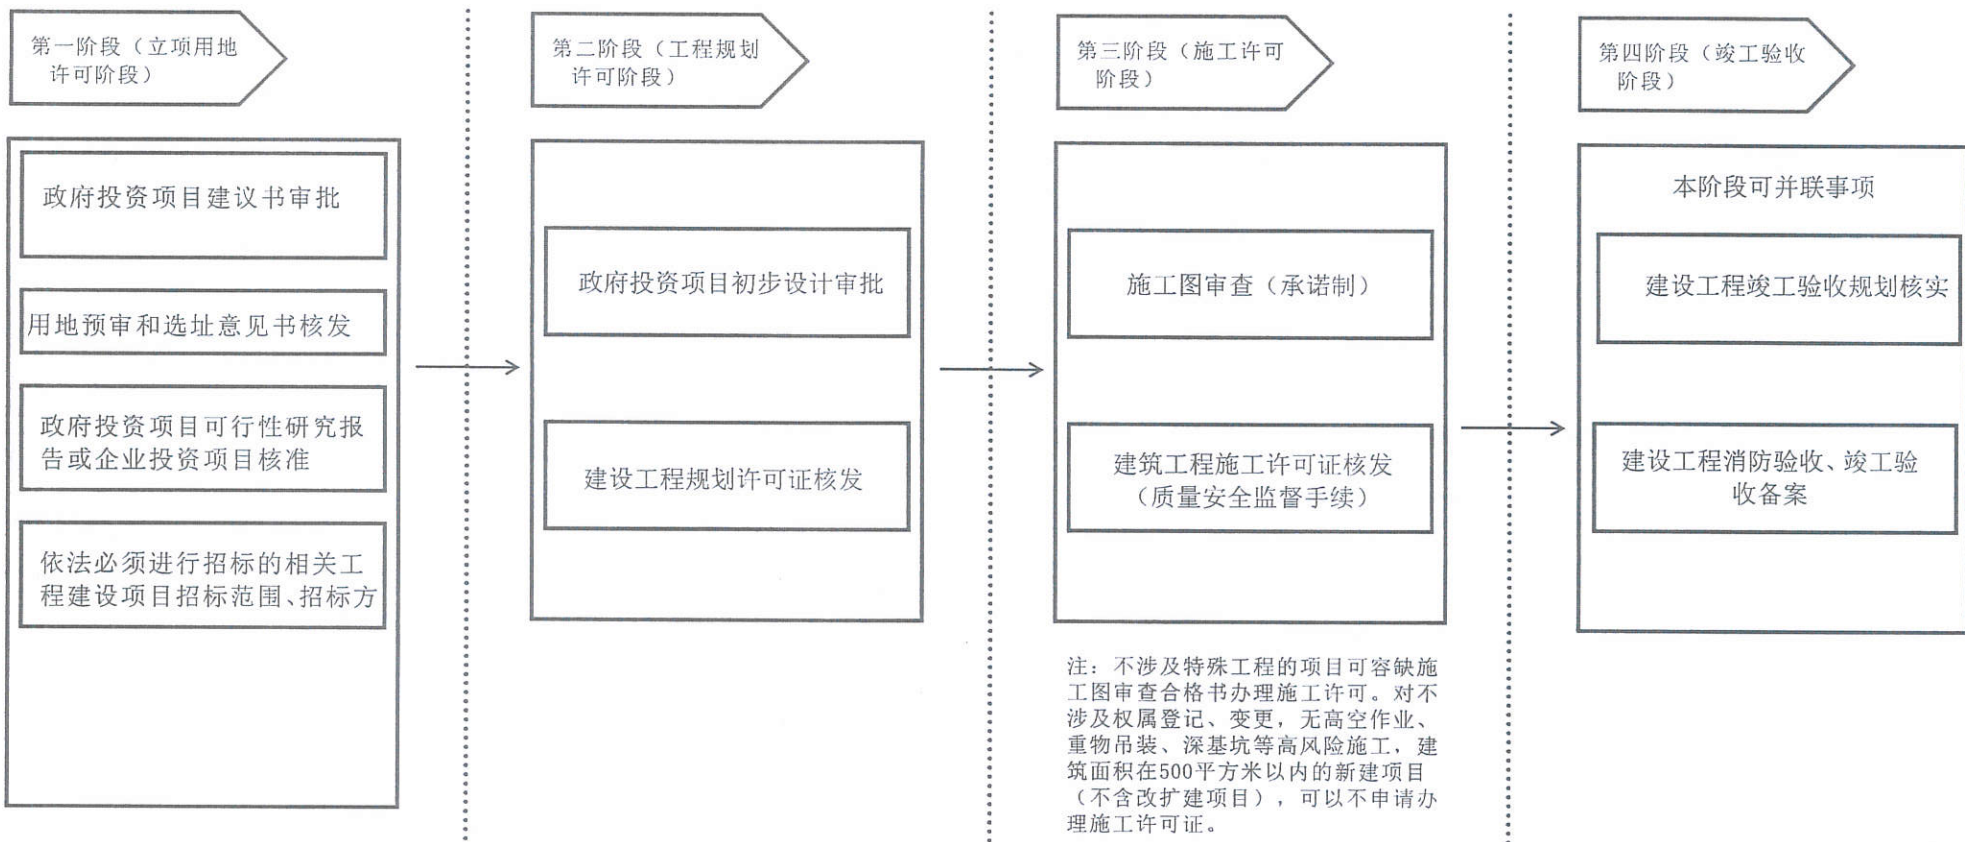 第一阶段（立项用地
许可阶段）
政府投资项目建议书审批
用地预审和选址意见书核发
政府投资项目可行性研究报
告或企业投资项目核准
依法必须进行招标的相关工
程建设项目招标范围、招标方
第二阶段（工程规划
许可阶段）
政府投资项目初步设计审批
建设工程规划许可证核发
第三阶段（施工许可
阶段）
施工图审查（承诺制）
建筑工程施工许可证核发
（质量安全监督手续）
注：不涉及特殊工程的项目可容缺施
工图审查合格书办理施工许可。对不
涉及权属登记、变更，无高空作业、
重物吊装、深基坑等高风险施工，建
筑面积在500平方米以内的新建项目
（不含改扩建项目），可以不申请办
理施工许可证。
第四阶段（竣工验收
阶段）
本阶段可并联事项
建设工程竣工验收规划核实
建设工程消防验收、竣工验
收备案